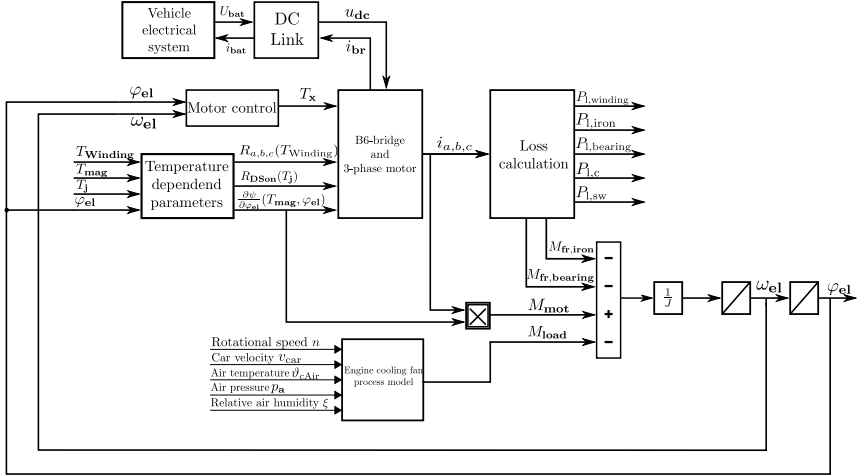 Vehicle
electrical
system
U_bat
i_bat
DC
Link
u_dc
i_br
φ_el
ω_el
Motor control
T_x
T_Winding
T_mag
T_j
φ_el
Temperature
dependend
parameters
R_a,b,c(T_Winding)
R_DSon(T_j)
∂ψ/∂φ_el (T_mag, φ_el)
B6-bridge
and
3-phase motor
i_a,b,c
Loss
calculation
P_l,winding
P_l,iron
P_l,bearing
P_l,c
P_l,sw
M_fr,iron
M_fr,bearing
M_mot
M_load
-
-
+
-
1/J
ω_el
φ_el
Rotational speed n
Car velocity v_car
Air temperature ϑ_cAir
Air pressure p_a
Relative air humidity ξ
Engine cooling fan
process model